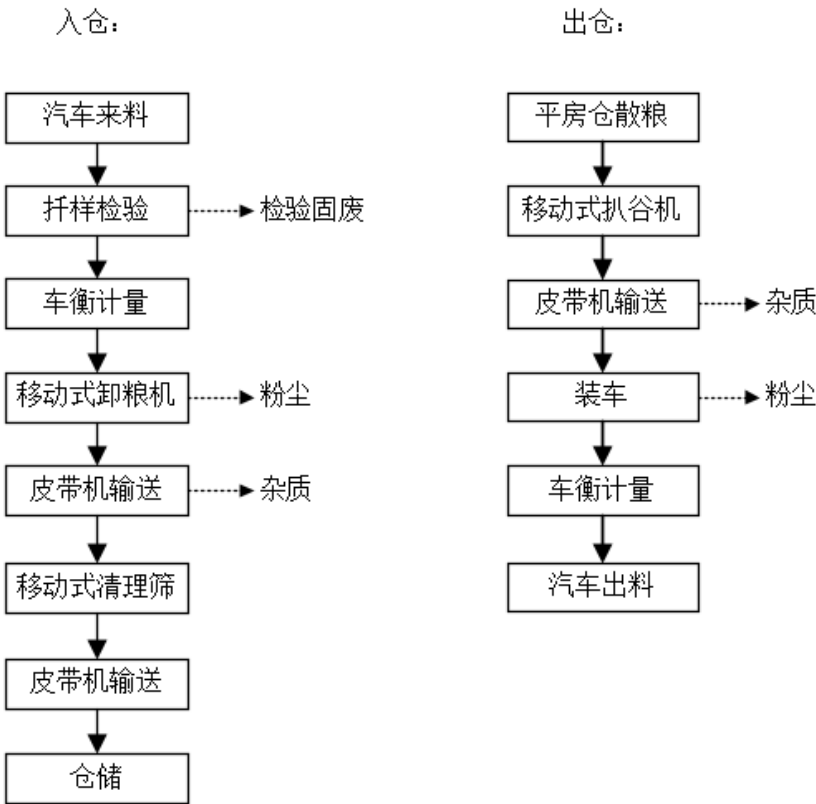 入仓：
汽车来料
扦样检验
检验固废
车衡计量
移动式卸粮机
粉尘
皮带机输送
杂质
移动式清理筛
皮带机输送
仓储
出仓：
平房仓散粮
移动式扒谷机
皮带机输送
杂质
装车
粉尘
车衡计量
汽车出料